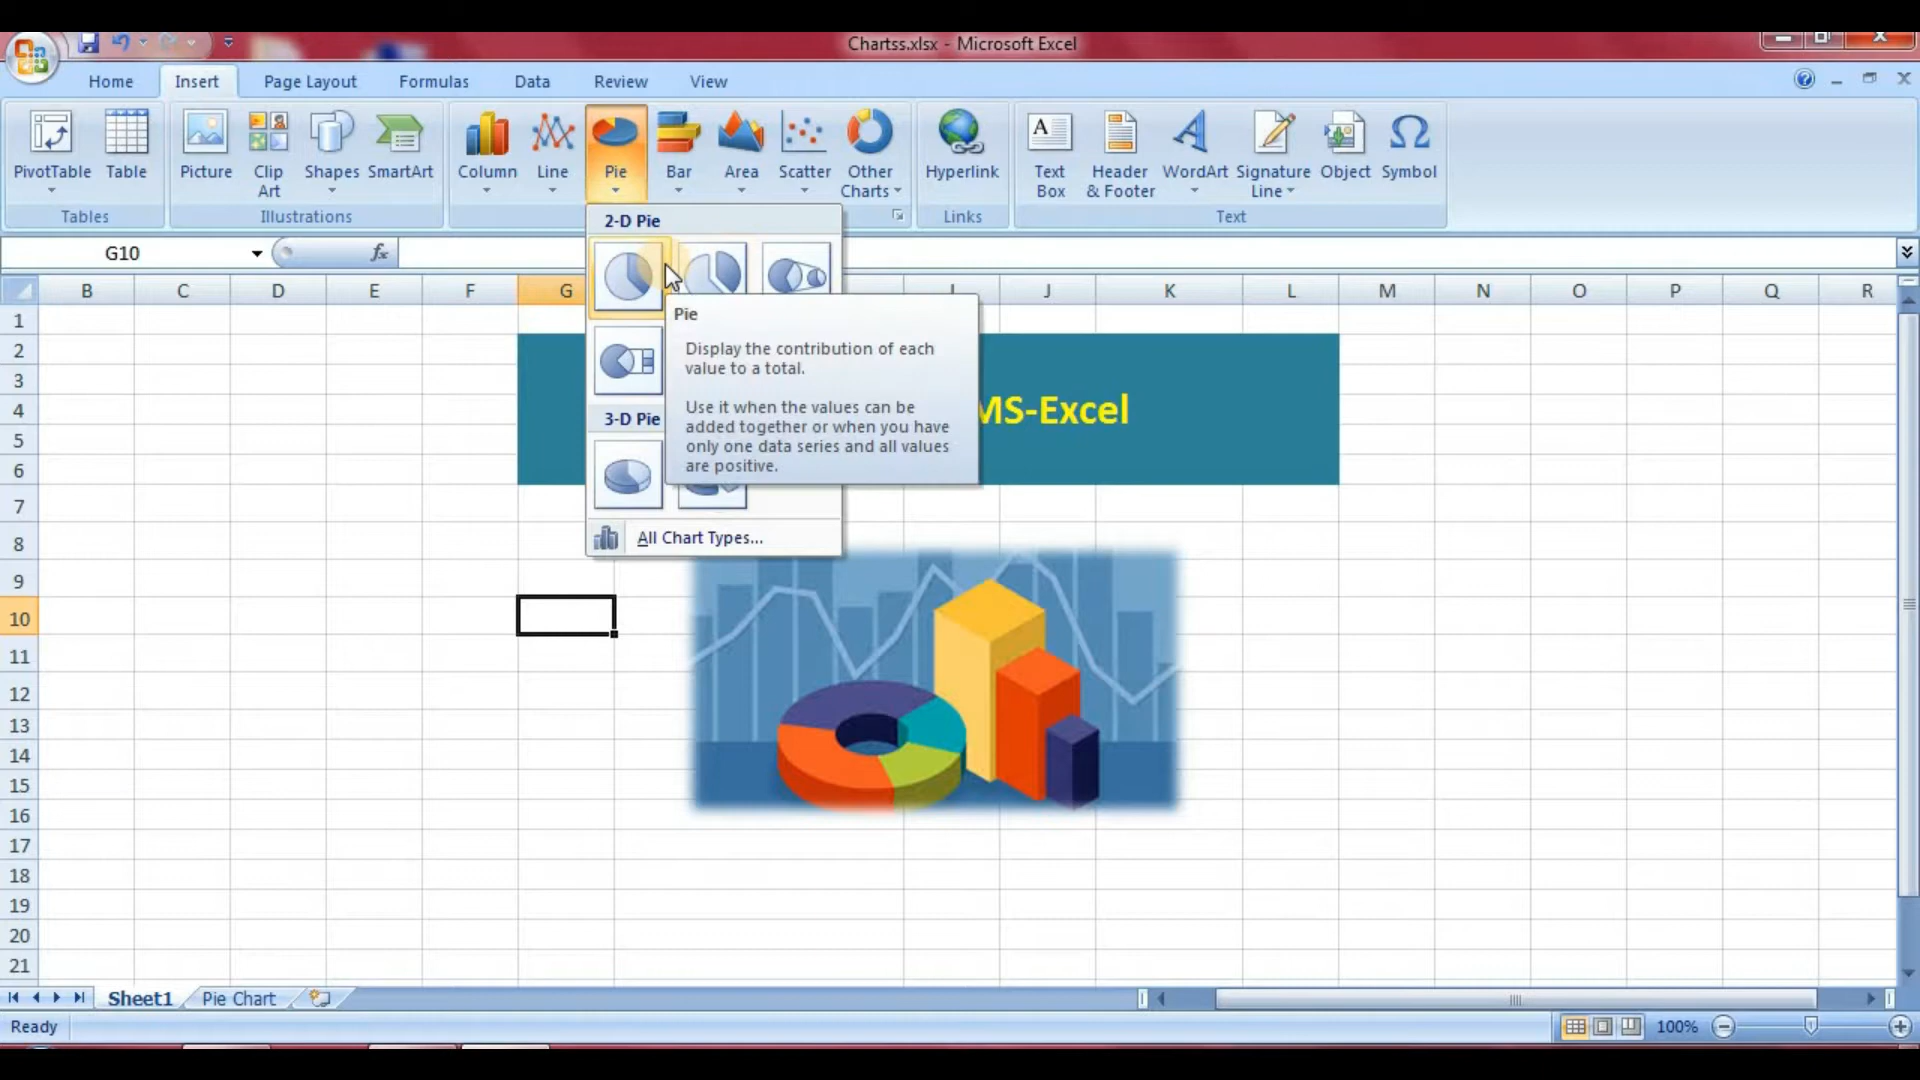 Chartss.xlsx - Microsoft Excel
Home Insert Page Layout Formulas Data Review View
PivotTable Table Picture Clip Art Shapes SmartArt Column Line Pie Bar Area Scatter Other Charts Hyperlink Text Box Header & Footer WordArt Signature Line Object Symbol
Tables Illustrations Links Text
2-D Pie
G10 fx
B C D E F G J K L M N O P Q R
Pie
Display the contribution of each
value to a total.
Use it when the values can be
added together or when you have
only one data series and all values
are positive.
3-D Pie
All Chart Types...
MS-Excel
1
2
3
4
5
6
7
8
9
10
11
12
13
14
15
16
17
18
19
20
21
Sheet1 Pie Chart
Ready 100%